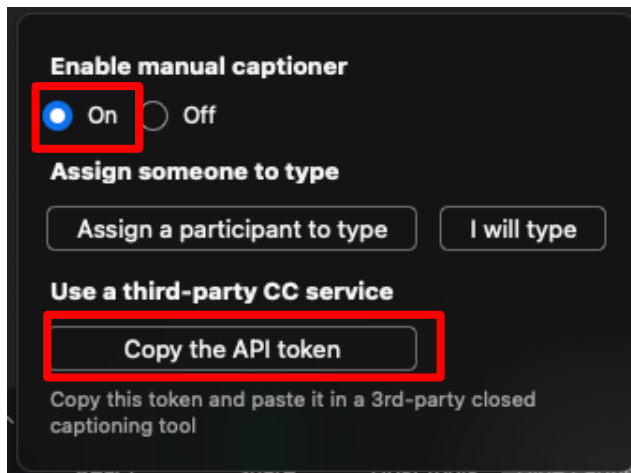 Enable manual captioner
On Off
Assign someone to type
Assign a participant to type I will type
Use a third-party CC service
Copy the API token
Copy this token and paste it in a 3rd-party closed
captioning tool